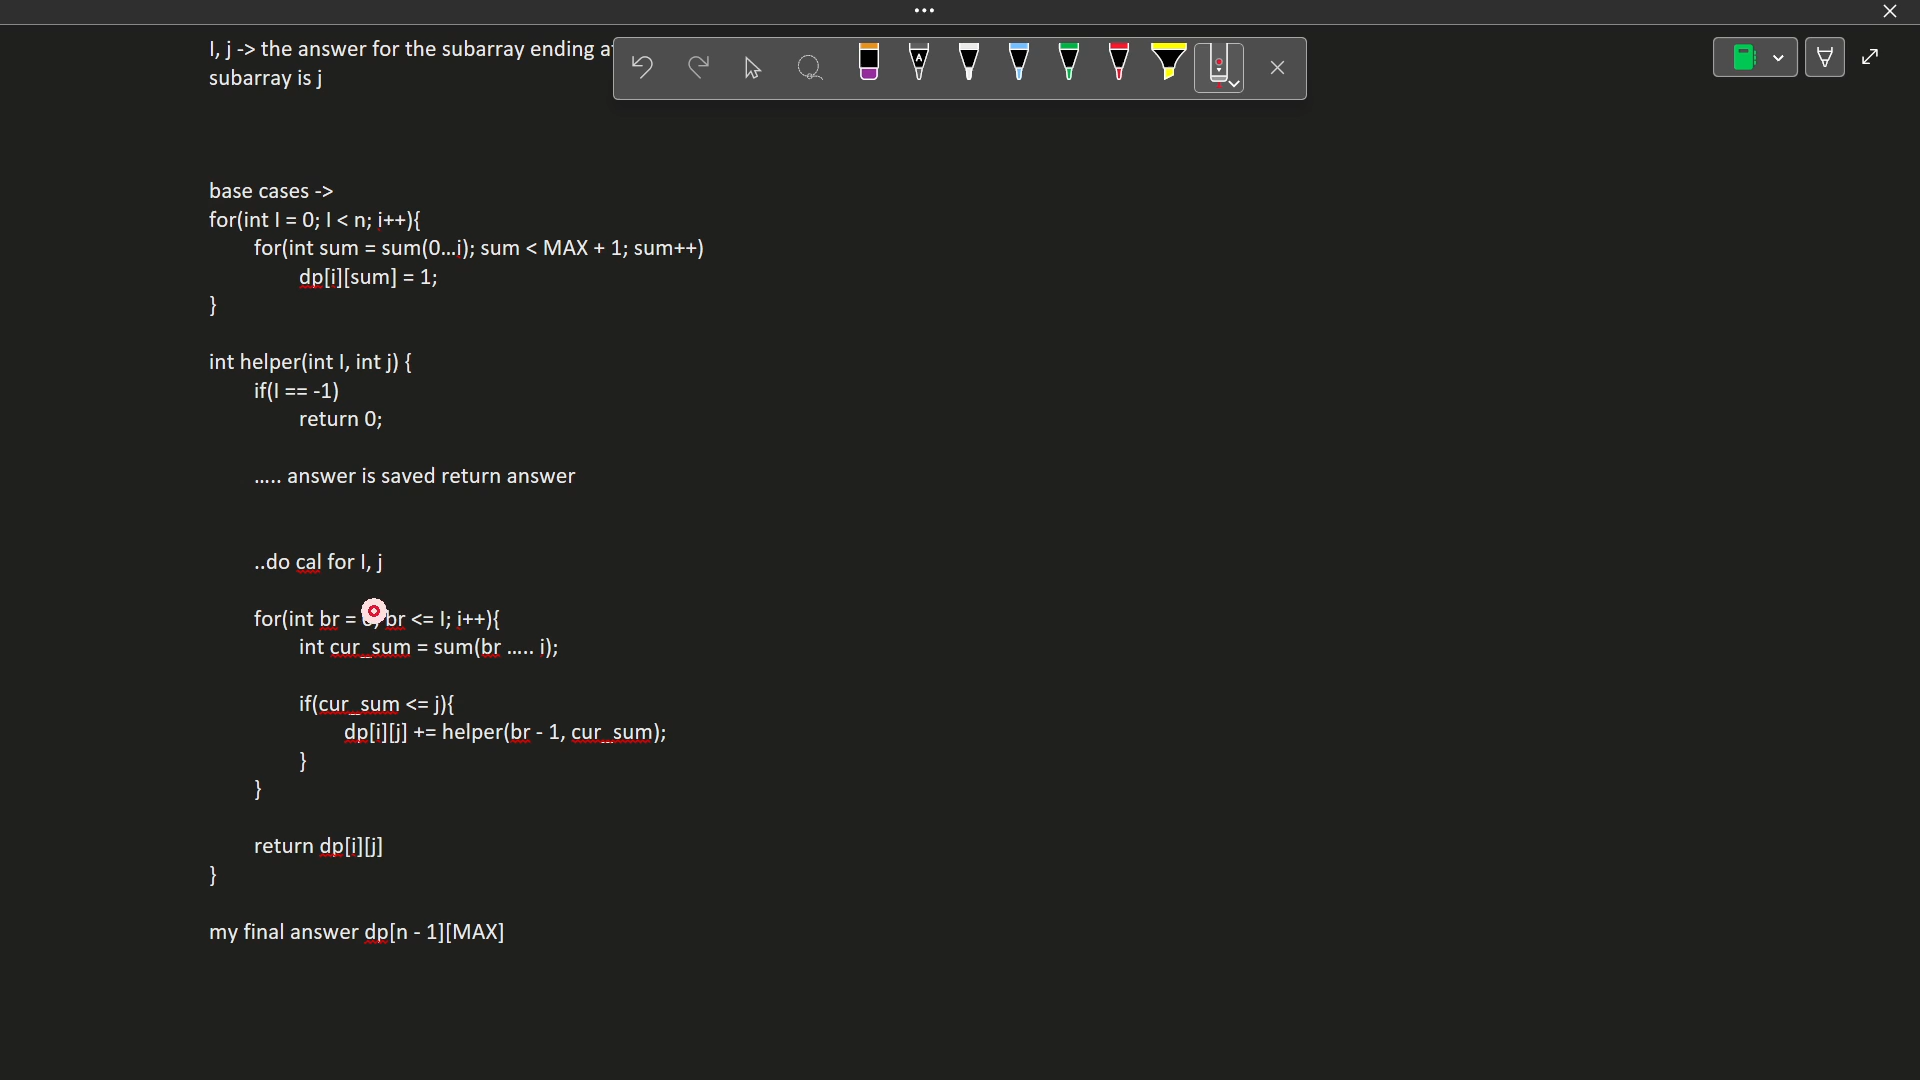 I, j -> the answer for the subarray ending
subarray is j
base cases ->
for(int I = 0; I < n; i++){
for(int sum = sum(0...i); sum < MAX + 1; sum++)
dp[i][sum] = 1;
}
int helper(int I, int j) {
if(I == -1)
return 0;
..... answer is saved return answer
..do cal for I, j
for(int br = br <= I; i++){
int cur_sum = sum(br ..... i);
if(cur_sum <= j){
dp[i][j] += helper(br - 1, cur_sum);
}
}
return dp[i][j]
}
my final answer dp[n - 1][MAX]